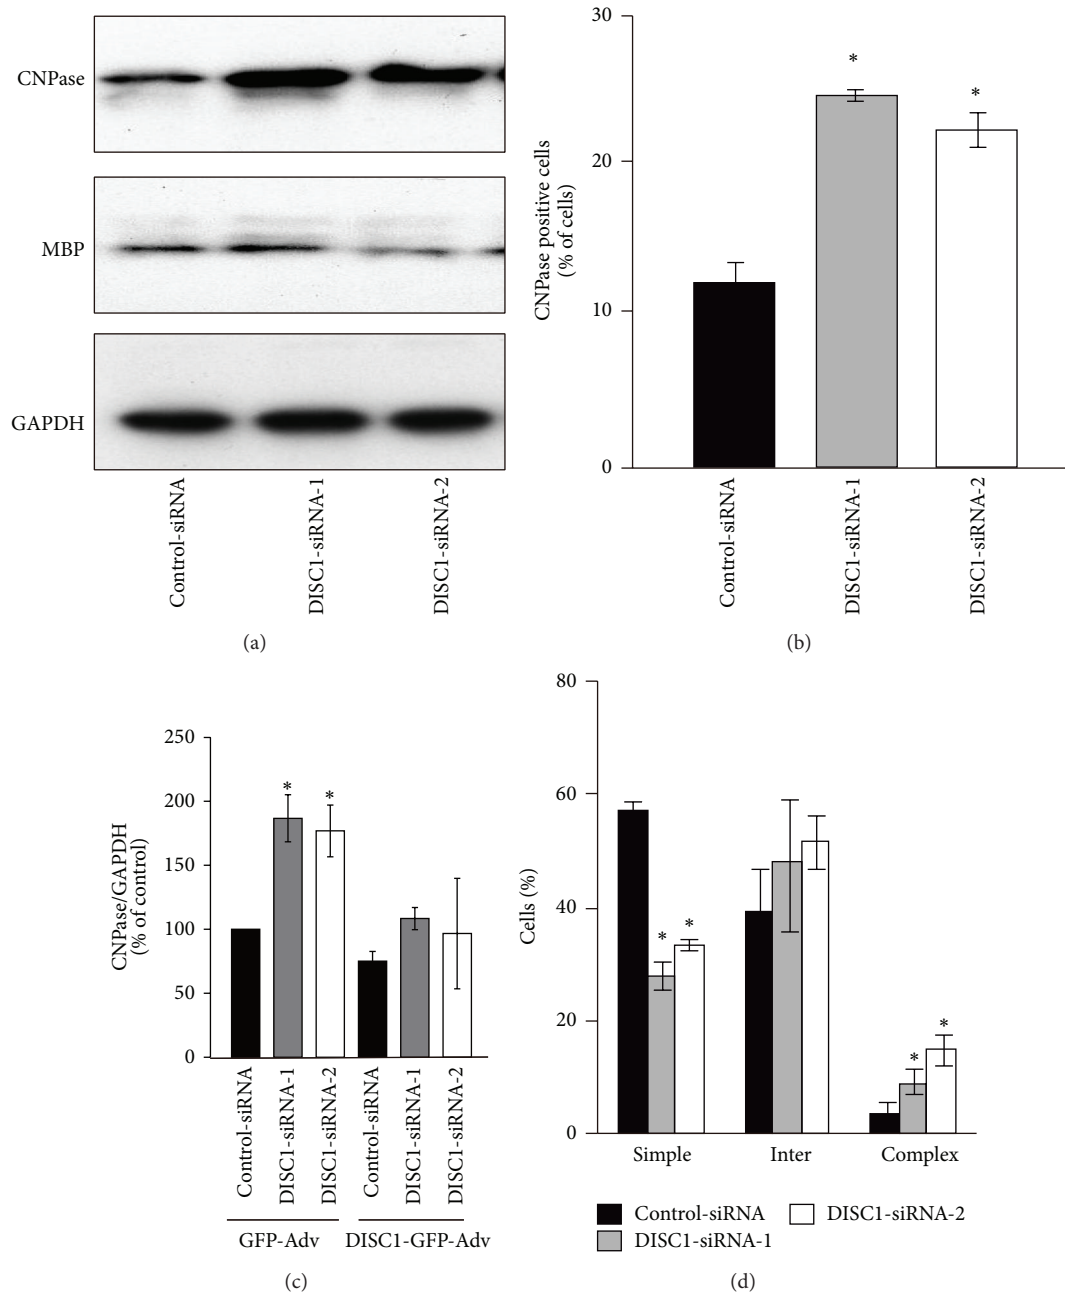 CNPase
MBP
GAPDH
Control-siRNA
DISC1-siRNA-1
DISC1-siRNA-2
(a)
CNPase positive cells
(% of cells)
30
20
10
0
*
*
Control-siRNA
DISC1-siRNA-1
DISC1-siRNA-2
(b)
CNPase/GAPDH
(% of control)
250
200
150
100
50
0
*
*
Control-siRNA
DISC1-siRNA-1
DISC1-siRNA-2
Control-siRNA
DISC1-siRNA-1
DISC1-siRNA-2
GFP-Adv
DISC1-GFP-Adv
(c)
Cells (%)
80
60
40
20
0
*
*
*
*
Simple
Inter
Complex
Control-siRNA
DISC1-siRNA-2
DISC1-siRNA-1
(d)